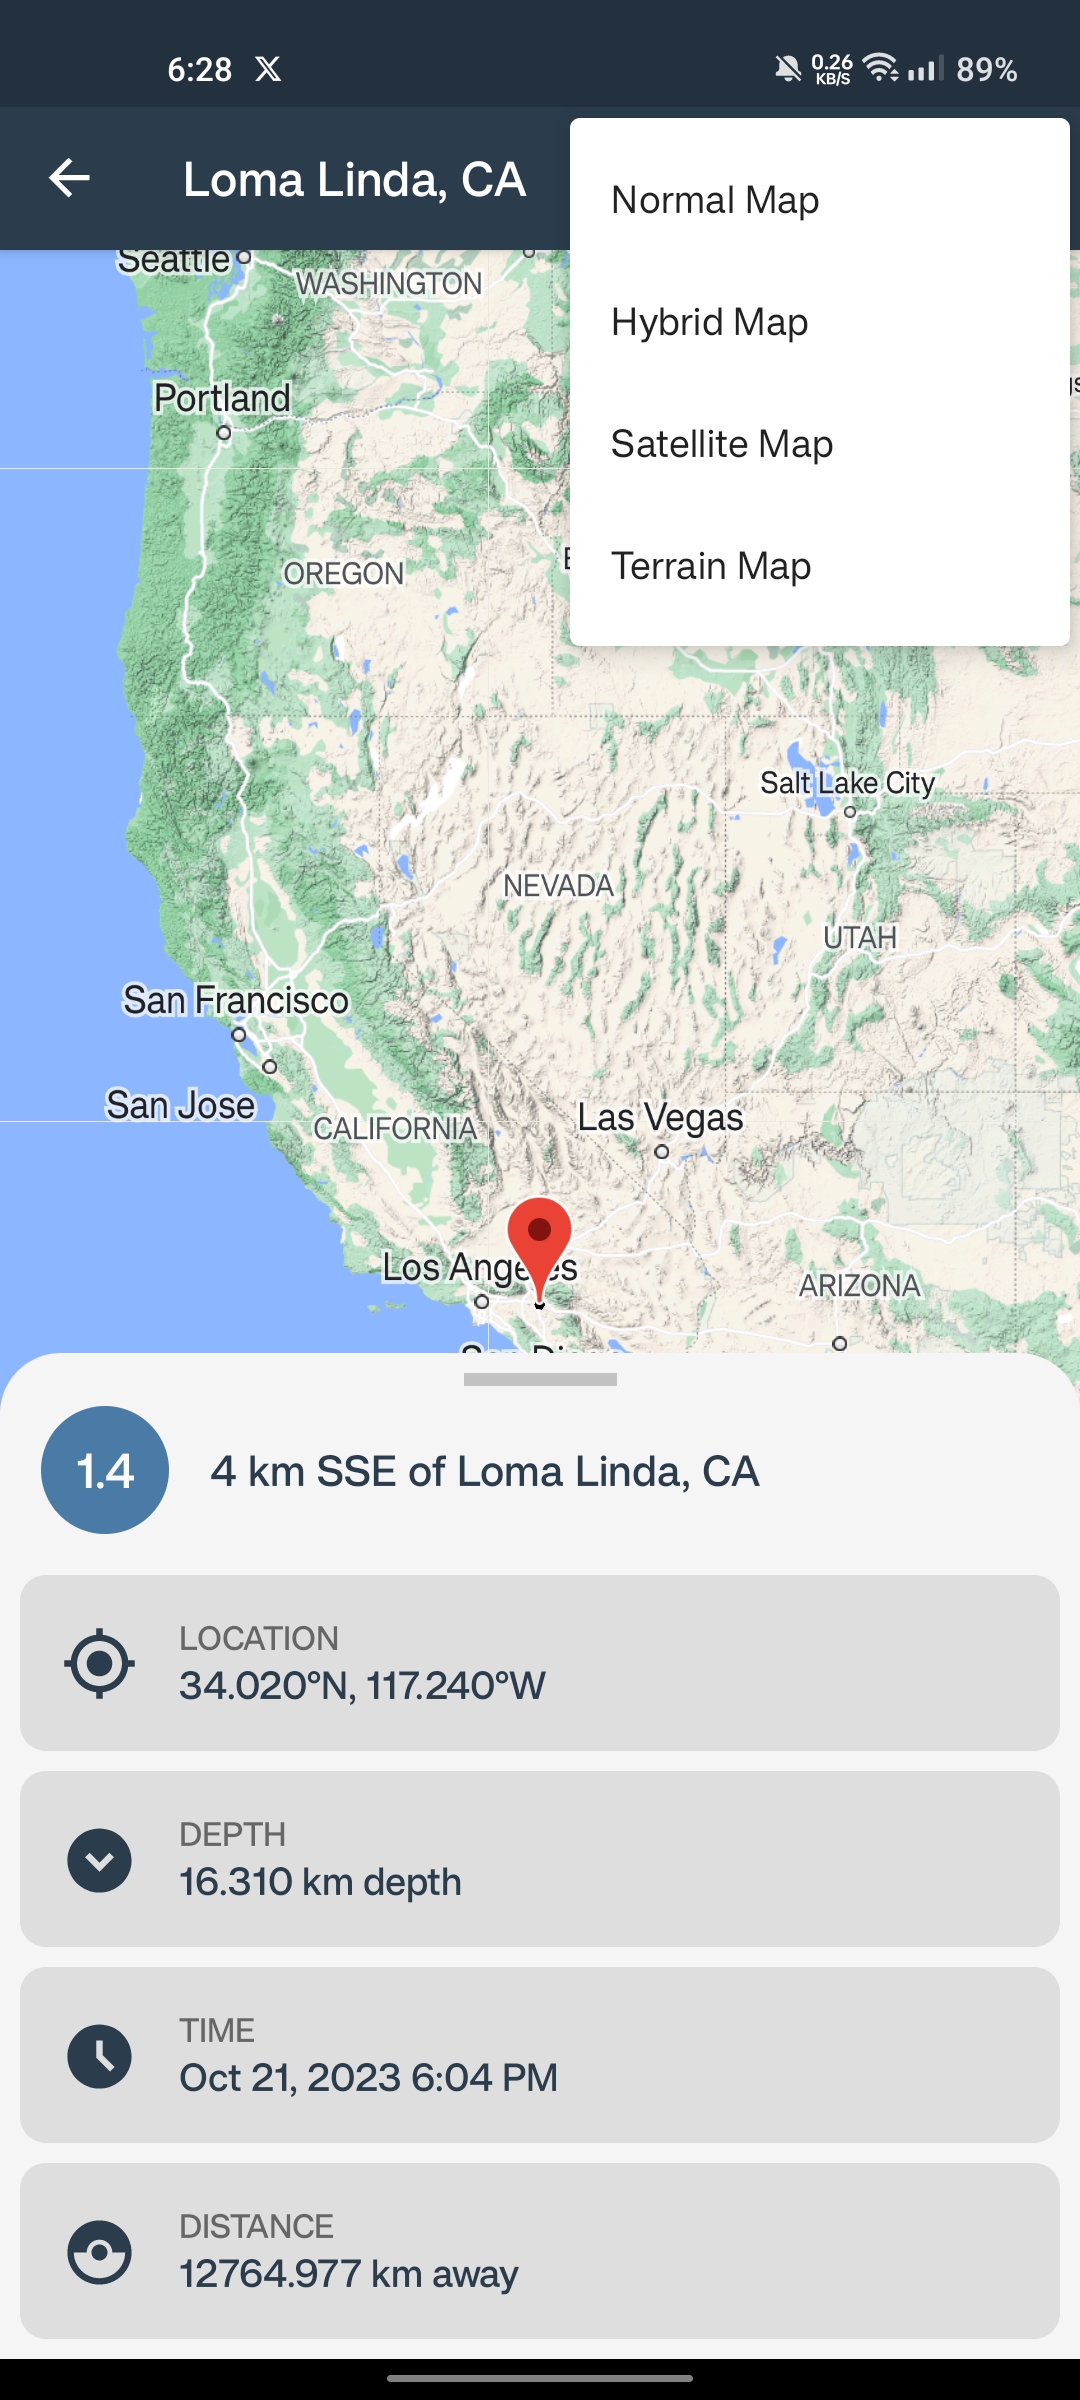 6:28
0.26
KB/S
89%
Loma Linda, CA
Normal Map
Hybrid Map
Satellite Map
Terrain Map
Seattle
WASHINGTON
Portland
OREGON
Salt Lake City
NEVADA
UTAH
San Francisco
San Jose
CALIFORNIA
Las Vegas
Los Angeles
ARIZONA
1.4
4 km SSE of Loma Linda, CA
LOCATION
34.020°N, 117.240°W
DEPTH
16.310 km depth
TIME
Oct 21, 2023 6:04 PM
DISTANCE
12764.977 km away